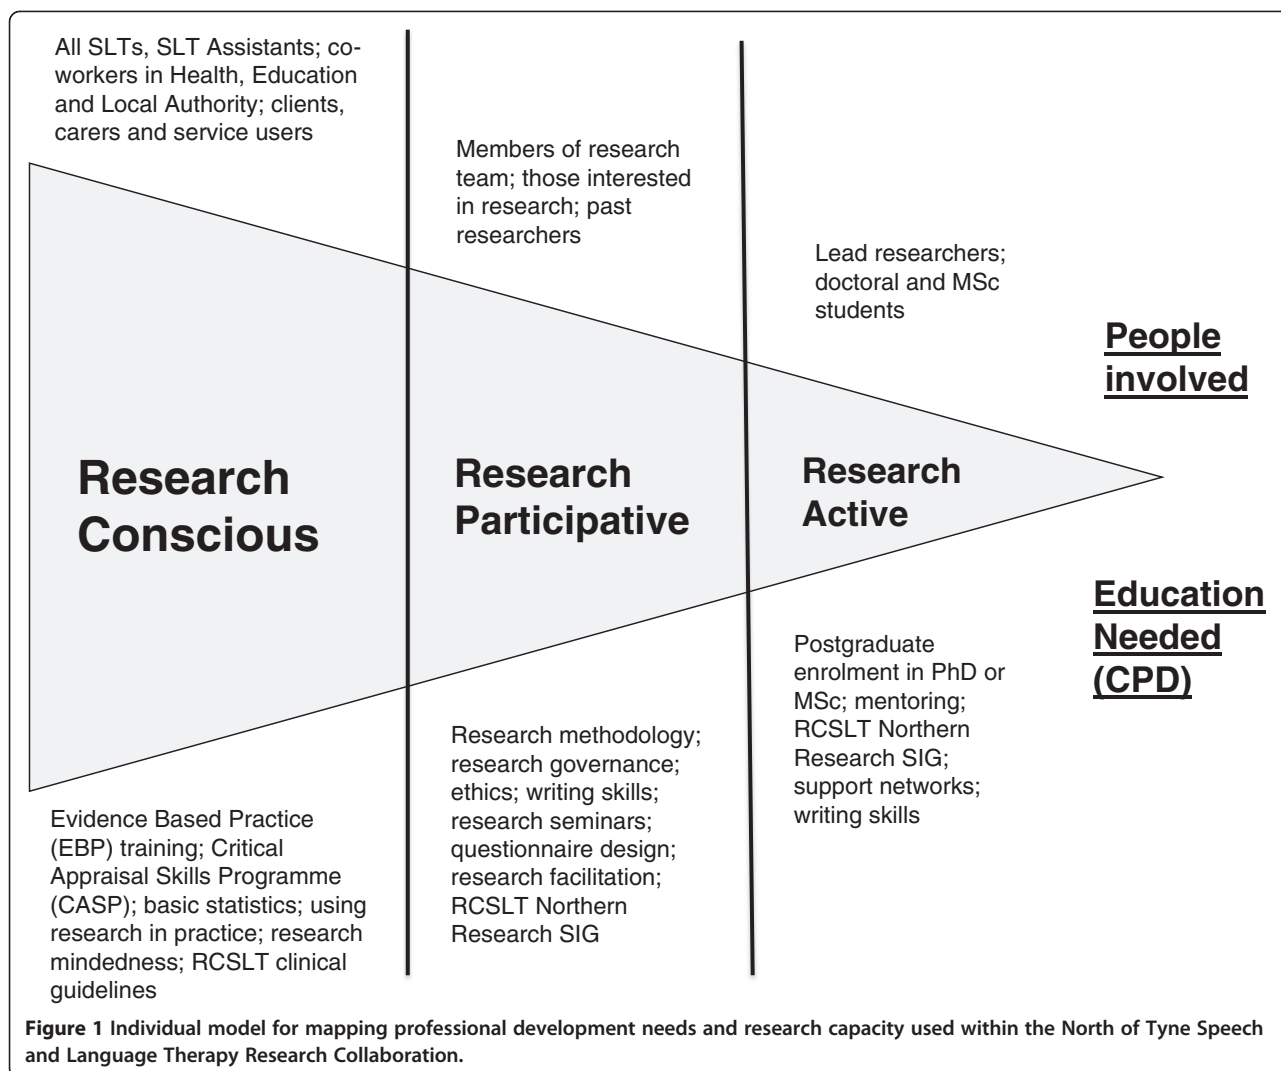 All SLTs, SLT Assistants; co-
workers in Health, Education
and Local Authority; clients,
carers and service users
Members of research
team; those interested
in research; past
researchers
Lead researchers;
doctoral and MSc
students
People
involved
Research
Conscious
Research
Participative
Research
Active
Education
Needed
(CPD)
Evidence Based Practice
(EBP) training; Critical
Appraisal Skills Programme
(CASP); basic statistics; using
research in practice; research
mindedness; RCSLT clinical
guidelines
Research methodology;
research governance;
ethics; writing skills;
research seminars;
questionnaire design;
research facilitation;
RCSLT Northern
Research SIG
Postgraduate
enrolment in PhD or
MSc; mentoring;
RCSLT Northern
Research SIG;
support networks;
writing skills
Figure 1 Individual model for mapping professional development needs and research capacity used within the North of Tyne Speech
and Language Therapy Research Collaboration.